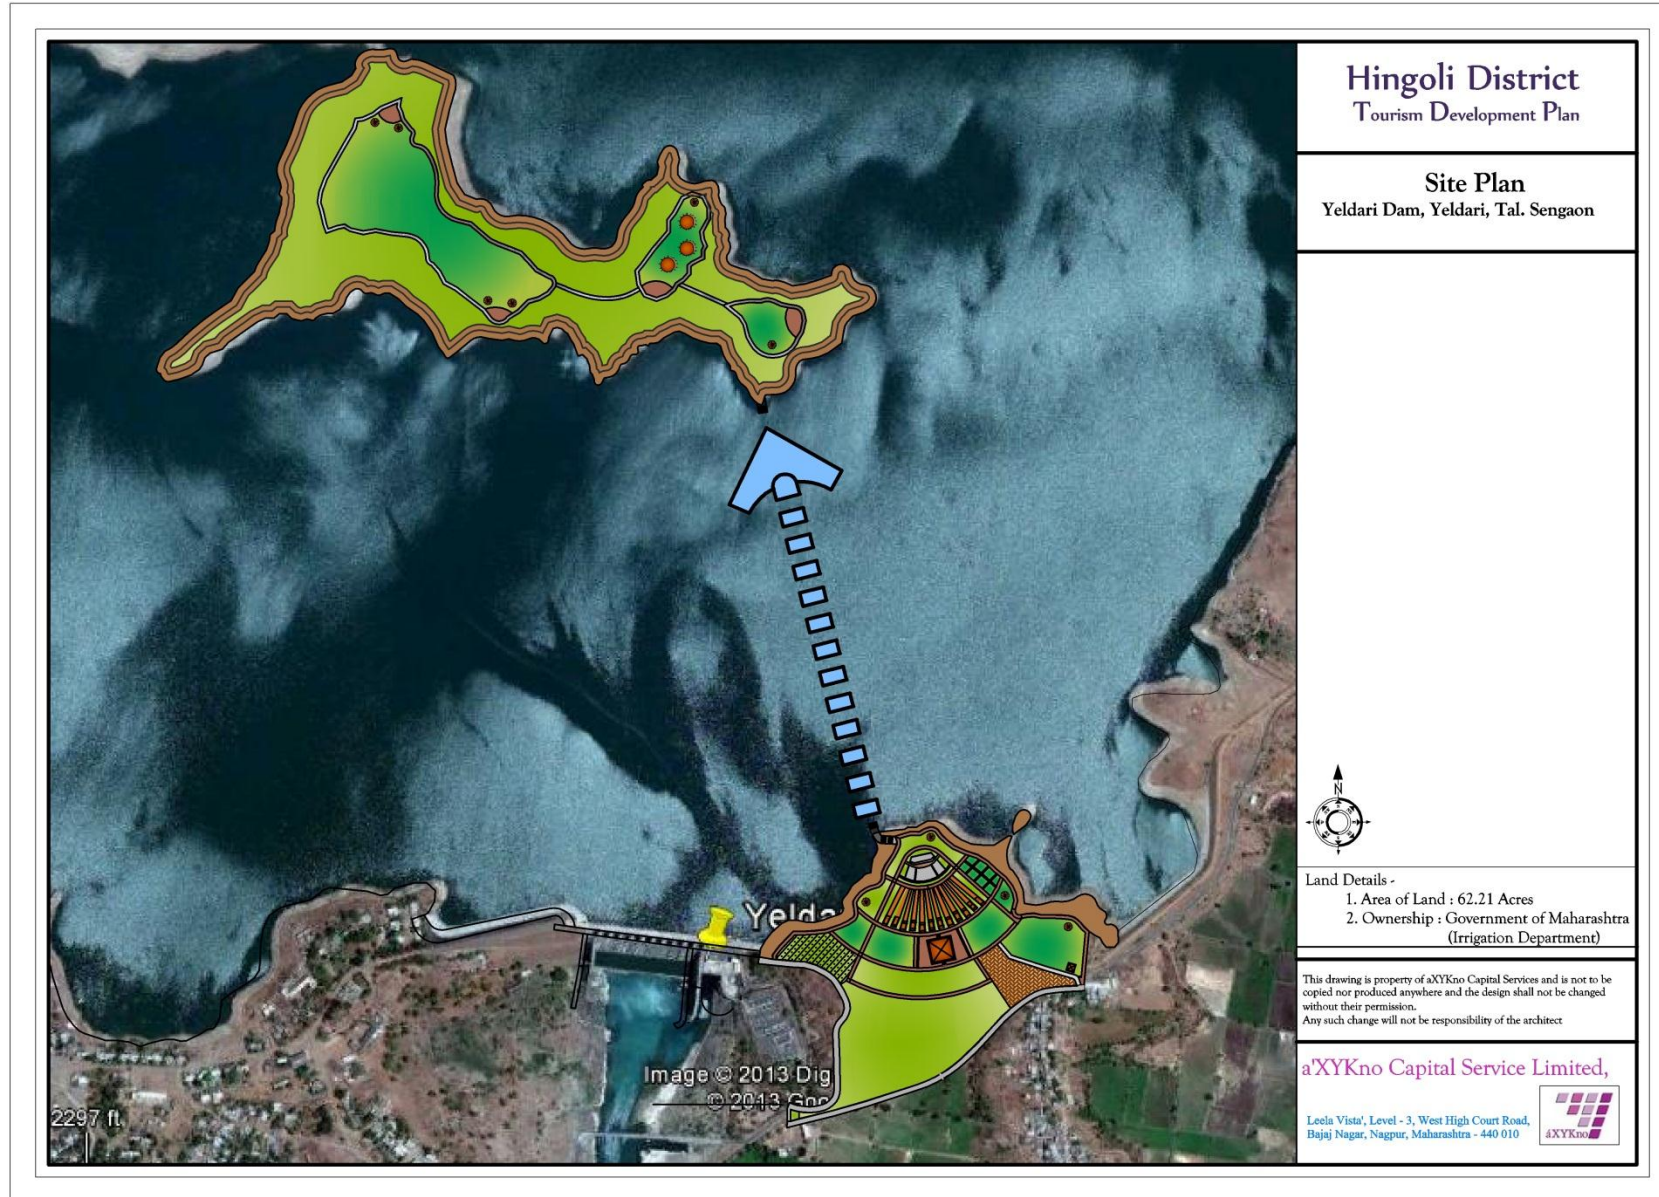 Hingoli District
Tourism Development Plan
Site Plan
Yeldari Dam, Yeldari, Tal. Sengaon
N
Land Details -
1. Area of Land : 62.21 Acres
2. Ownership : Government of Maharashtra
(Irrigation Department)
This drawing is property of aXYKno Capital Services and is not to be
copied nor produced anywhere and the design shall not be changed
without their permission.
Any such change will not be responsibility of the architect
a'XYKno Capital Service Limited,
Leela Vista', Level - 3, West High Court Road,
Bajaj Nagar, Nagpur, Maharashtra - 440 010
áXYKno
Yelda
Image © 2013 Dig
© 2013 Goo
2297 ft